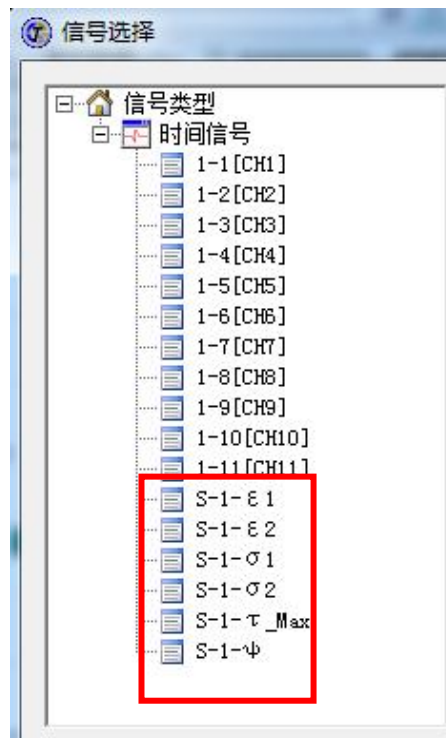 信号选择
信号类型
时间信号
1-1[CH1]
1-2[CH2]
1-3[CH3]
1-4[CH4]
1-5[CH5]
1-6[CH6]
1-7[CH7]
1-8[CH8]
1-9[CH9]
1-10[CH10]
1-11[CH11]
S-1-ε1
S-1-ε2
S-1-σ1
S-1-σ2
S-1-τ_Max
S-1-ψ